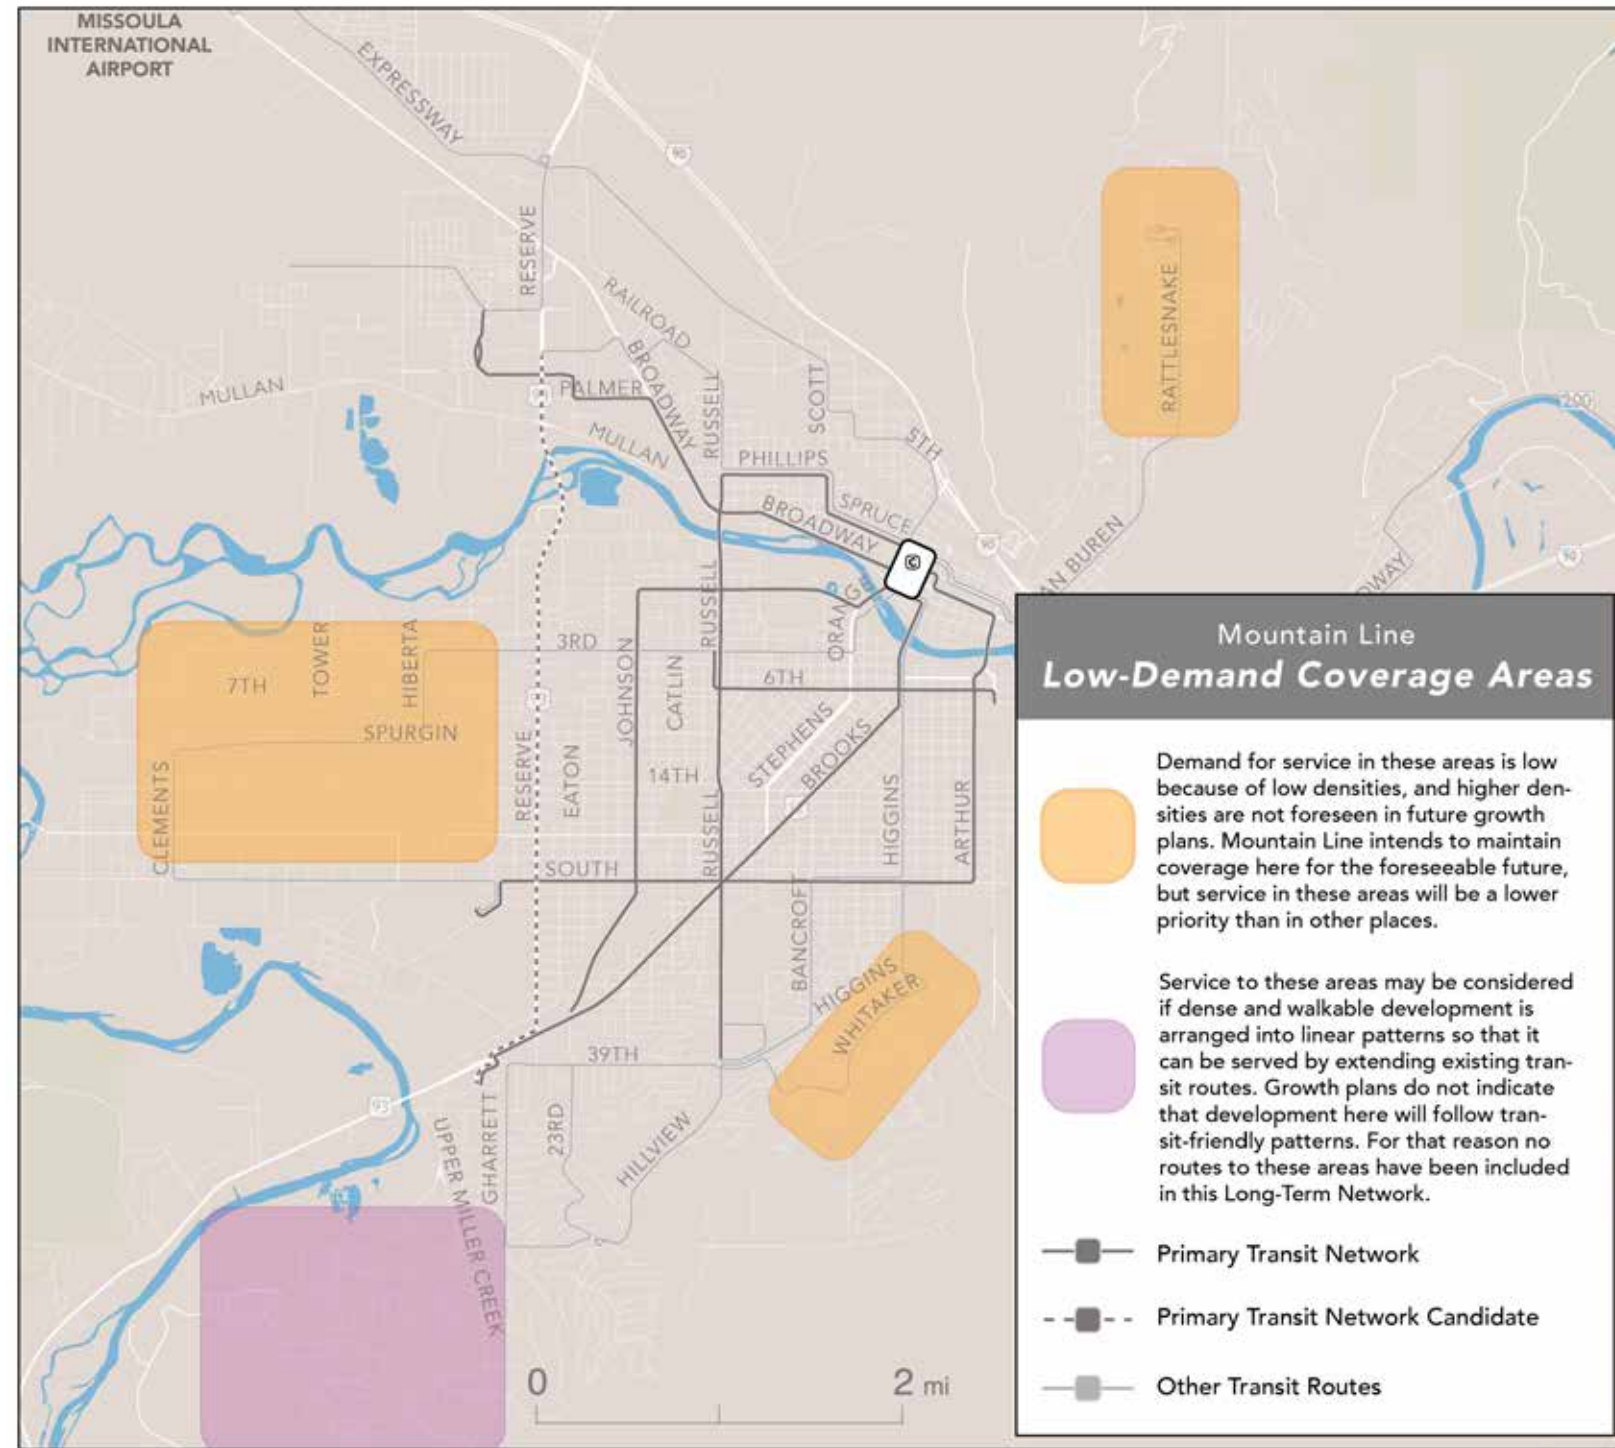 MISSOULA
INTERNATIONAL
AIRPORT
EXPRESSWAY
90
RESERVE
RAILROAD
RATTLESNAKE
BROADWAY
MULLAN
PALMER
RUSSELL
SCOTT
200
MULLAN
5TH
PHILLIPS
SPRUCE
BROADWAY
90
90
AN BUREN
DWAY
C
RUSSELL
ORANG
3RD
TOWER
HIBERTA
7TH
JOHNSON
CATLIN
6TH
SPURGIN
STEPHENS
BROOKS
CLEMENTS
RESERVE
EATON
14TH
RUSSELL
HIGGINS
ARTHUR
SOUTH
BANCROFT
HIGGINS
WHITAKER
39TH
93
UPPER MILLER CREEK
GHARRETT
23RD
HILLVIEW
0
2 mi
Mountain Line
Low-Demand Coverage Areas
Demand for service in these areas is low
because of low densities, and higher den-
sities are not foreseen in future growth
plans. Mountain Line intends to maintain
coverage here for the foreseeable future,
but service in these areas will be a lower
priority than in other places.
Service to these areas may be considered
if dense and walkable development is
arranged into linear patterns so that it
can be served by extending existing tran-
sit routes. Growth plans do not indicate
that development here will follow tran-
sit-friendly patterns. For that reason no
routes to these areas have been included
in this Long-Term Network.
Primary Transit Network
Primary Transit Network Candidate
Other Transit Routes